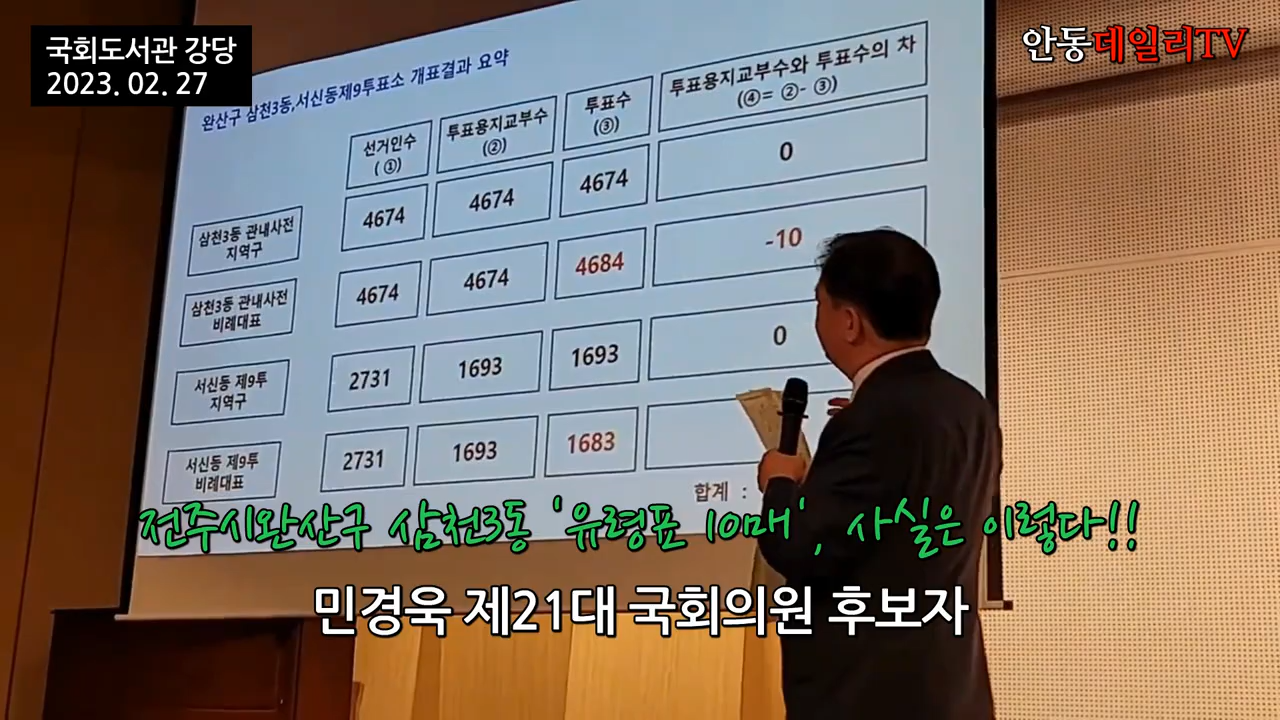 국회도서관 강당
2023. 02. 27
안동데일리TV
완산구 삼천3동,서신동제9투표소 개표결과 요약
선거인수
( ①)
투표용지교부수
(②)
투표수
(③)
투표용지교부수와 투표수의 차
(④= ②- ③)
삼천3동 관내사전
지역구
4674
4674
4674
0
삼천3동 관내사전
비례대표
4674
4674
4684
-10
서신동 제9투
지역구
2731
1693
1693
0
서신동 제9투
비례대표
2731
1693
1683
합계 :
전주시완산구 삼천3동 '유령표 10매', 사실은 이렇다!!
민경욱 제21대 국회의원 후보자